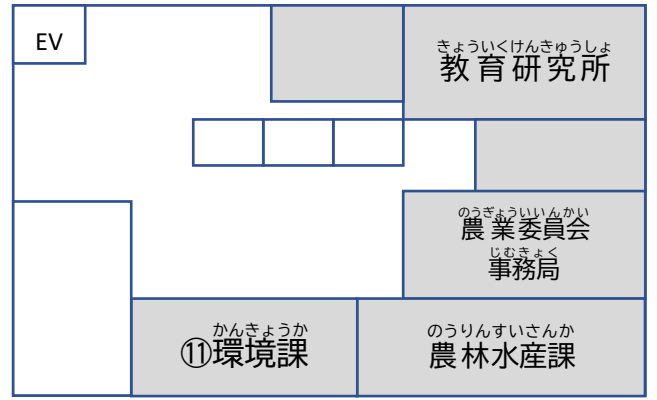 EV
きょういくけんきゅうしょ
教育研究所
のうぎょういいんかい
農業委員会
じむきょく
事務局
かんきょうか
⑪環境課
のうりんすいさんか
農林水産課